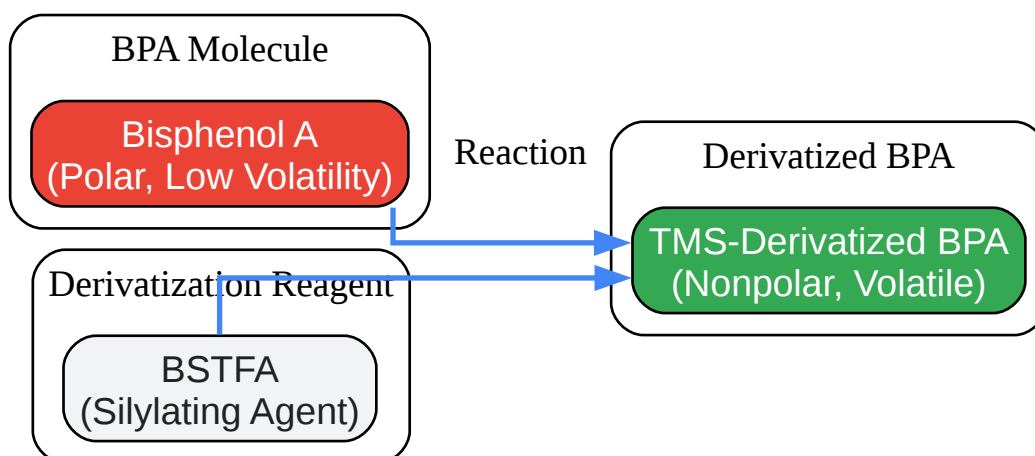 BPA Molecule
Bisphenol A
(Polar, Low Volatility)
Reaction
Derivatized BPA
TMS-Derivatized BPA
(Nonpolar, Volatile)
Derivatization Reagent
BSTFA
(Silylating Agent)